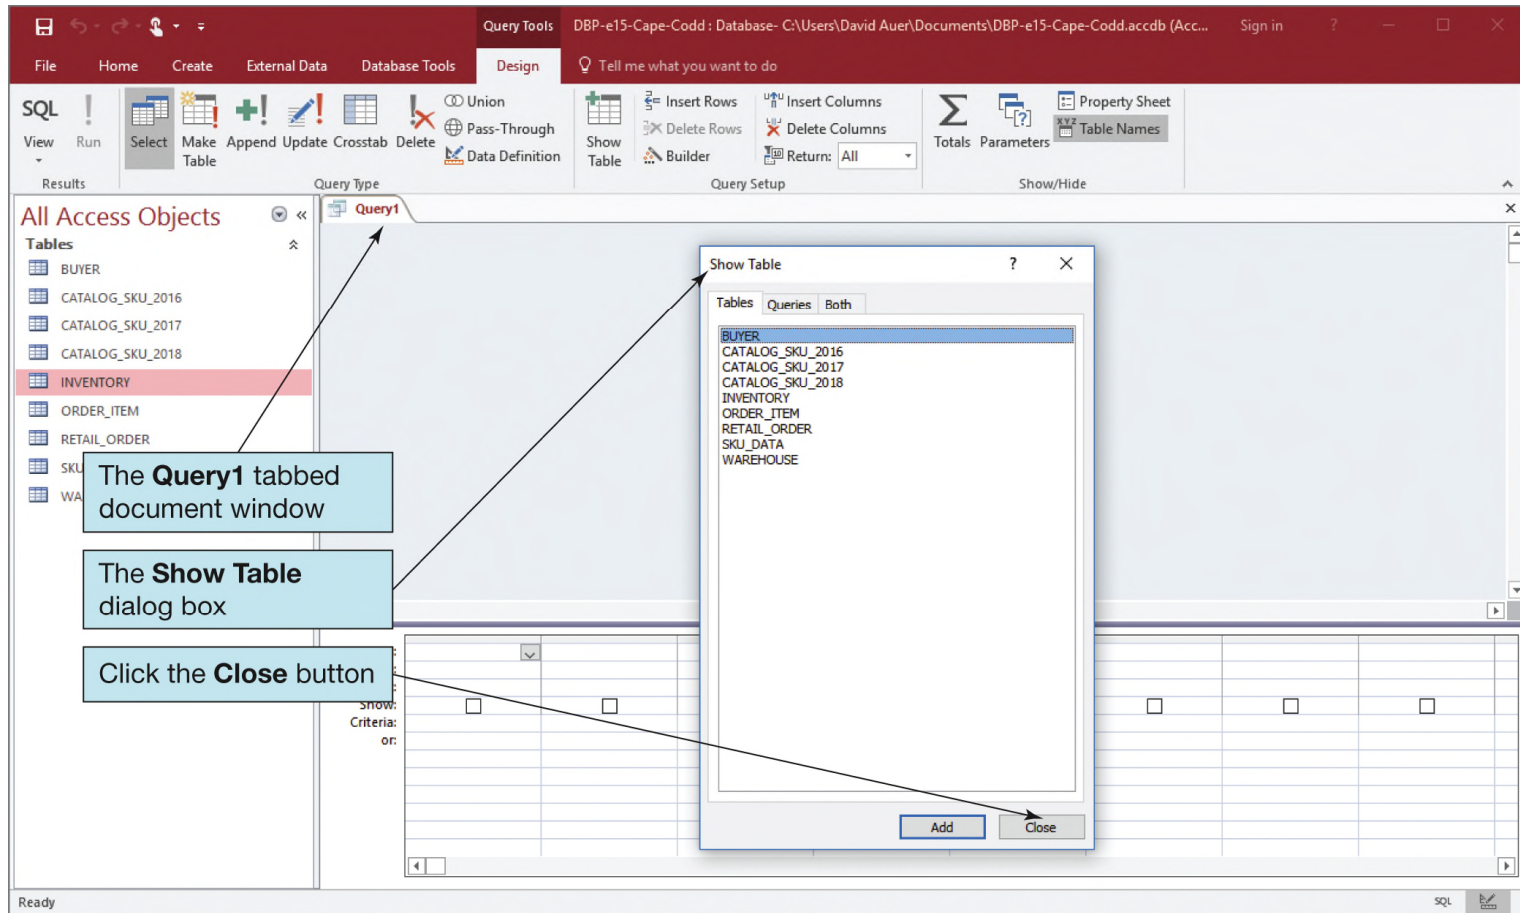 Query Tools
DBP-e15-Cape-Codd : Database- C:\Users\David Auer\Documents\DBP-e15-Cape-Codd.accdb (Acc...
Sign in
?
File
Home
Create
External Data
Database Tools
Design
Tell me what you want to do
SQL
View
Run
Results
Select
Make
Table
Append
Update
Crosstab
Delete
Union
Pass-Through
Data Definition
Query Type
Show
Table
Insert Rows
Delete Rows
Builder
Insert Columns
Delete Columns
Return: All
Query Setup
Totals
Parameters
Property Sheet
XYZ
Table Names
Show/Hide
All Access Objects
Tables
BUYER
CATALOG_SKU_2016
CATALOG_SKU_2017
CATALOG_SKU_2018
INVENTORY
ORDER_ITEM
RETAIL_ORDER
SKU
WA
Query1
The Query1 tabbed
document window
The Show Table
dialog box
Click the Close button
Show Table
?
Tables
Queries
Both
BUYER
CATALOG_SKU_2016
CATALOG_SKU_2017
CATALOG_SKU_2018
INVENTORY
ORDER_ITEM
RETAIL_ORDER
SKU_DATA
WAREHOUSE
Add
Close
Show:
Criteria:
or:
Ready
SQL